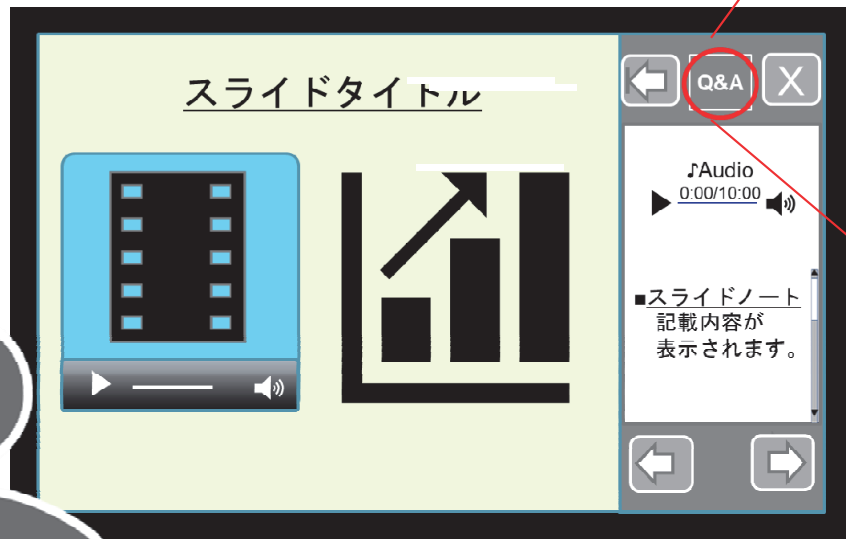 スライドタイトル
Q&A
X
♪Audio
0:00/10:00
■スライドノート
記載内容が
表示されます。